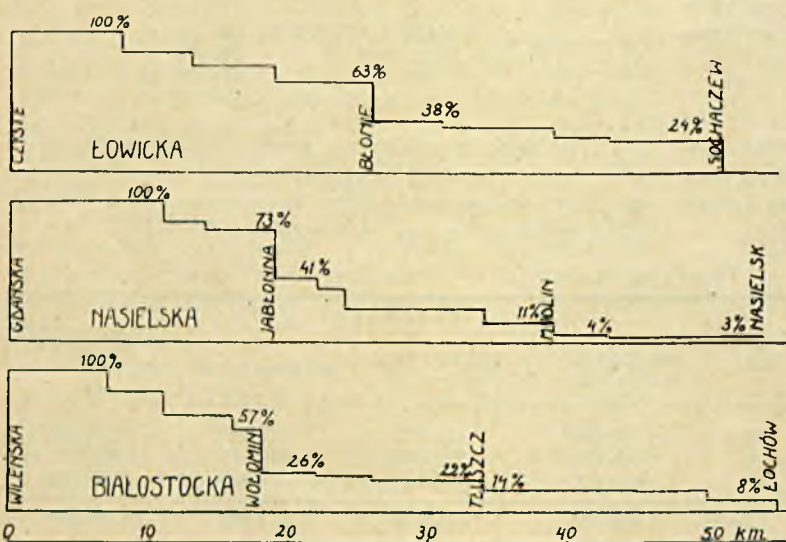 100%
63%
38%
24%
CZYSTE
ŁOWICKA
BŁONIE
SOCHACZEW
100%
73%
41%
11%
4%
3%
GDAŃSKA
NASIELSKA
JABŁONNA
MODLIN
NASIELSK
100%
57%
26%
22%
14%
8%
WILEŃSKA
BIAŁOSTOCKA
WOŁOMIN
TŁUSZCZ
ŁOCHÓW
0 10 20 30 40 50 km